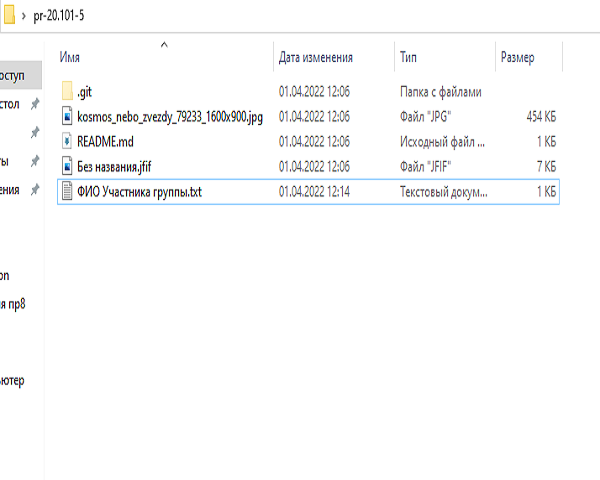 pr-20.101-5
Имя Дата изменения Тип Размер
оступ
.git 01.04.2022 12:06 Папка с файлами
стол
kosmos_nebo_zvezdy_79233_1600x900.jpg 01.04.2022 12:06 Файл "JPG" 454 КБ
README.md 01.04.2022 12:06 Исходный файл ... 1 КБ
ты
Без названия.jfif 01.04.2022 12:06 Файл "JFIF" 7 КБ
ения
ФИО Участника группы.txt 01.04.2022 12:14 Текстовый докум... 1 КБ
on
я пр8
ьютер